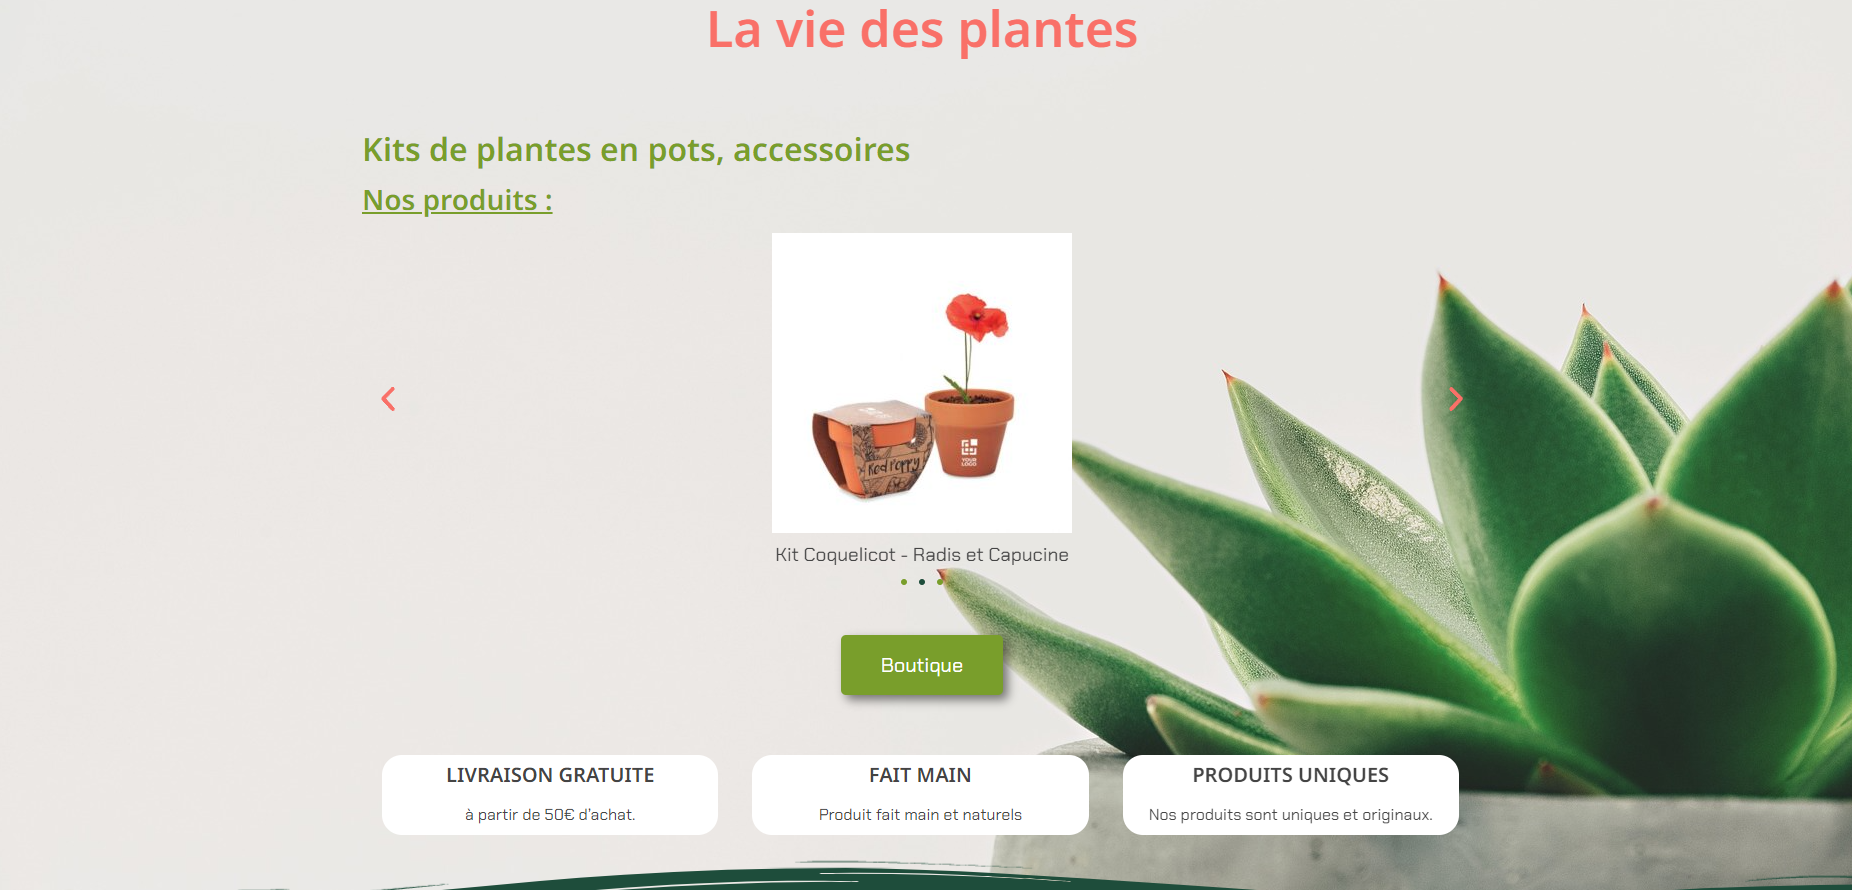 La vie des plantes
Kits de plantes en pots, accessoires
Nos produits :
Red Poppy
YOUR
LOGO
Kit Coquelicot - Radis et Capucine
Boutique
LIVRAISON GRATUITE
à partir de 50€ d'achat.
FAIT MAIN
Produit fait main et naturels
PRODUITS UNIQUES
Nos produits sont uniques et originaux.